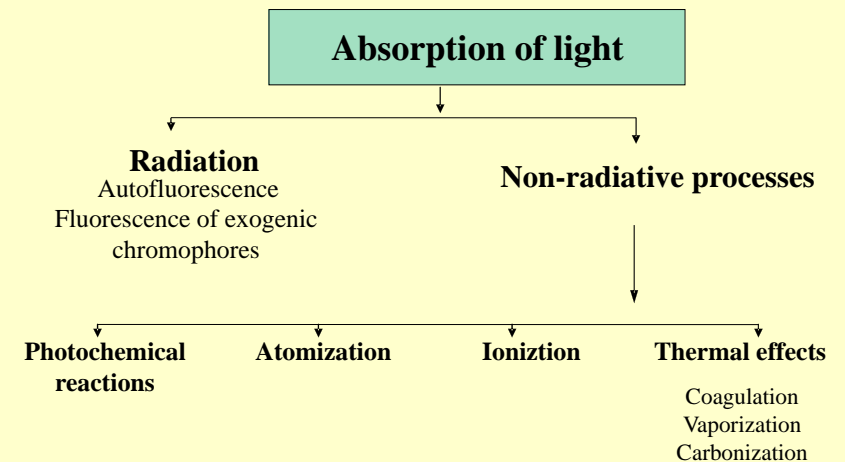 Absorption of light
Radiation
Autofluorescence
Fluorescence of exogenic
chromophores
Non-radiative processes
Photochemical
reactions
Atomization
Ioniztion
Thermal effects
Coagulation
Vaporization
Carbonization